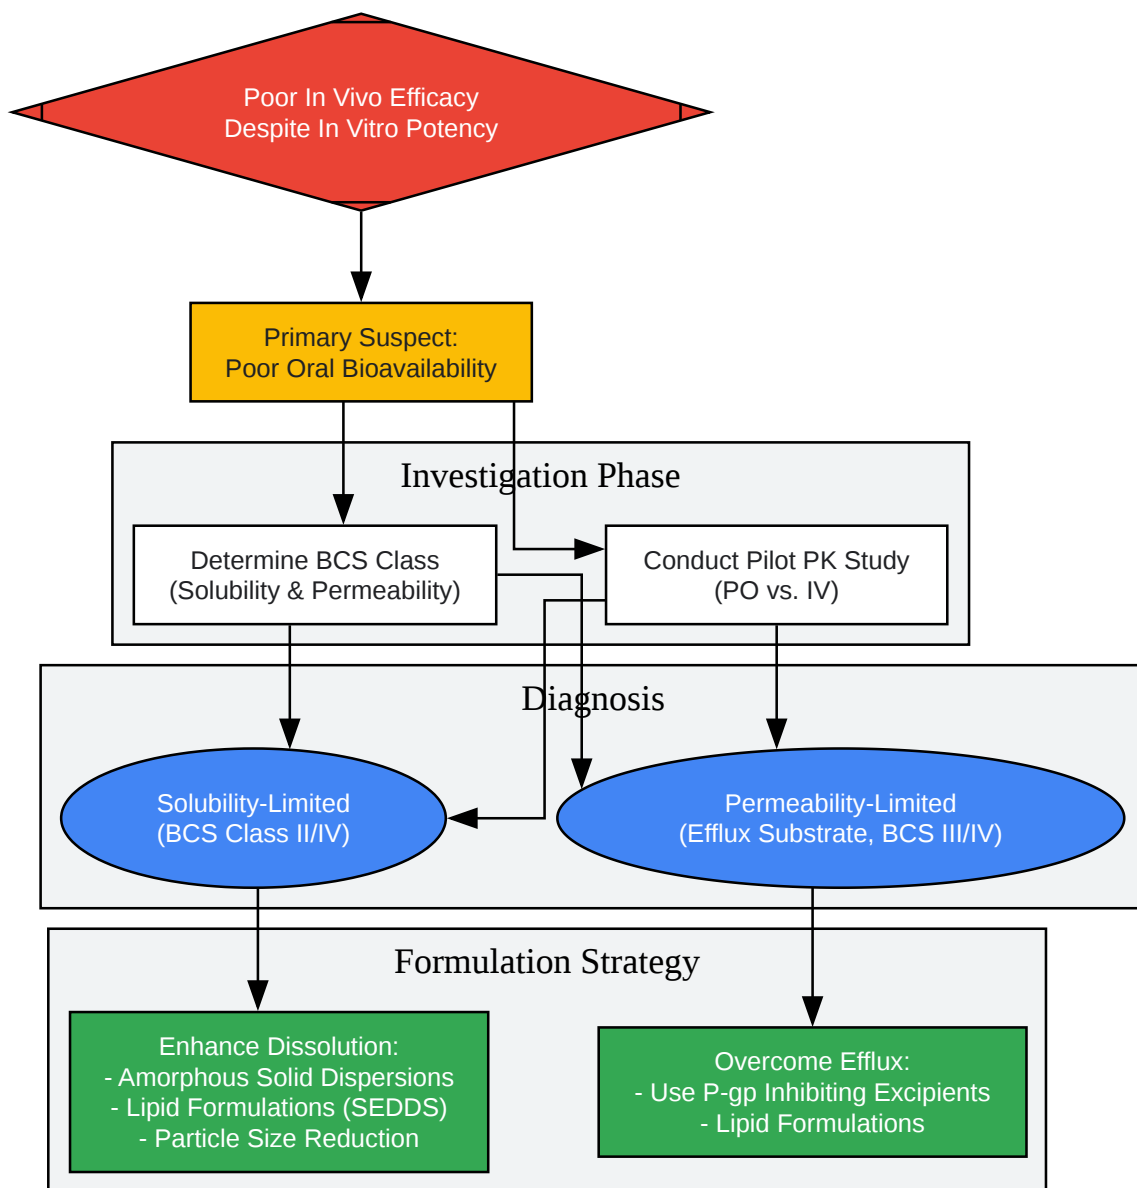 Poor In Vivo Efficacy
Despite In Vitro Potency
Primary Suspect:
Poor Oral Bioavailability
Investigation Phase
Determine BCS Class
(Solubility & Permeability)
Conduct Pilot PK Study
(PO vs. IV)
Diagnosis
Solubility-Limited
(BCS Class II/IV)
Permeability-Limited
(Efflux Substrate, BCS III/IV)
Formulation Strategy
Enhance Dissolution:
- Amorphous Solid Dispersions
- Lipid Formulations (SEDDS)
- Particle Size Reduction
Overcome Efflux:
- Use P-gp Inhibiting Excipients
- Lipid Formulations